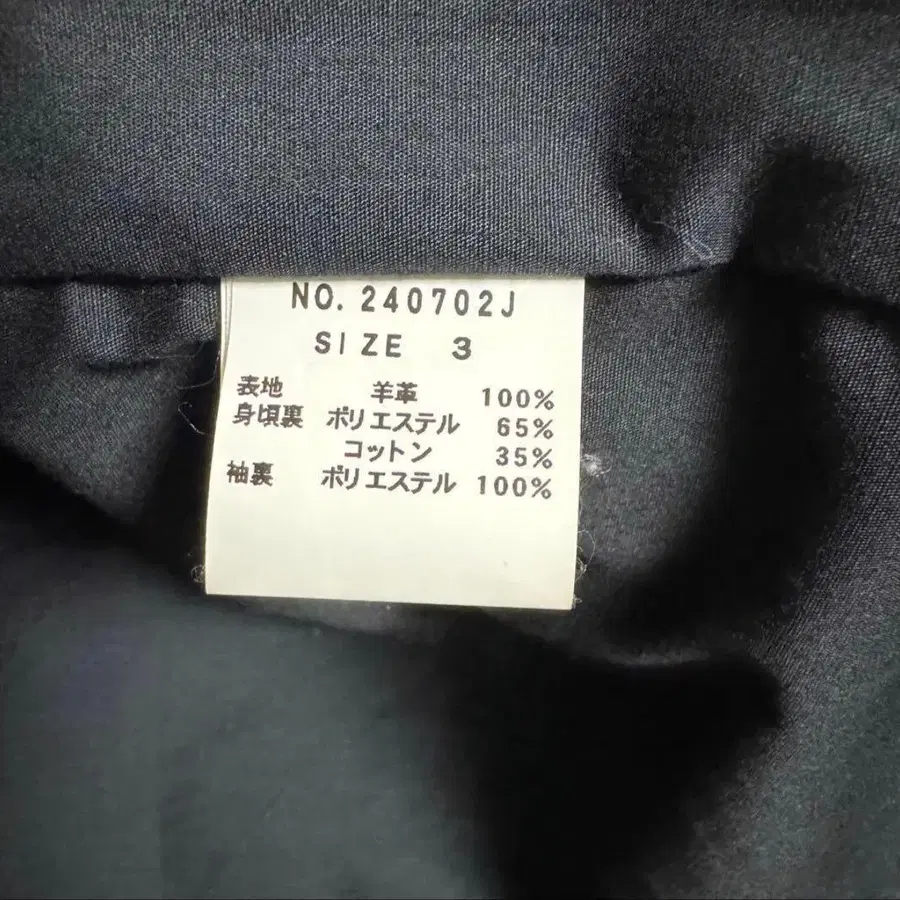 NO. 240702J
SIZE 3
表地 羊革 100%
身頃裏 ポリエステル 65%
コットン 35%
袖裏 ポリエステル 100%